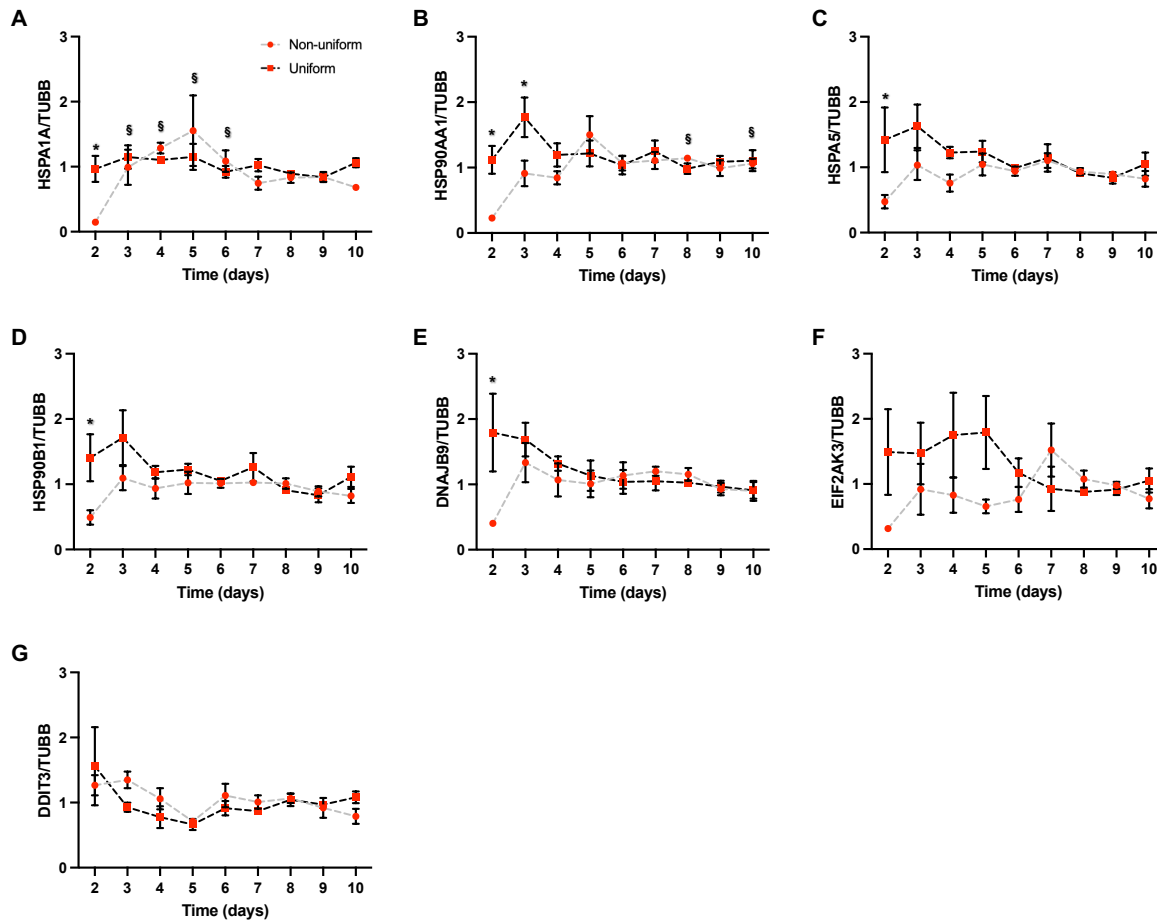 A
HSPA1A/TUBB
3
2
1
0
* § § § §
Non-uniform
Uniform
2 3 4 5 6 7 8 9 10
Time (days)
B
HSP90AA1/TUBB
3
2
1
0
* * § §
2 3 4 5 6 7 8 9 10
Time (days)
C
HSPA5/TUBB
3
2
1
0
*
2 3 4 5 6 7 8 9 10
Time (days)
D
HSP90B1/TUBB
3
2
1
0
*
2 3 4 5 6 7 8 9 10
Time (days)
E
DNAJB9/TUBB
3
2
1
0
*
2 3 4 5 6 7 8 9 10
Time (days)
F
EIF2AK3/TUBB
3
2
1
0
2 3 4 5 6 7 8 9 10
Time (days)
G
DDIT3/TUBB
3
2
1
0
2 3 4 5 6 7 8 9 10
Time (days)